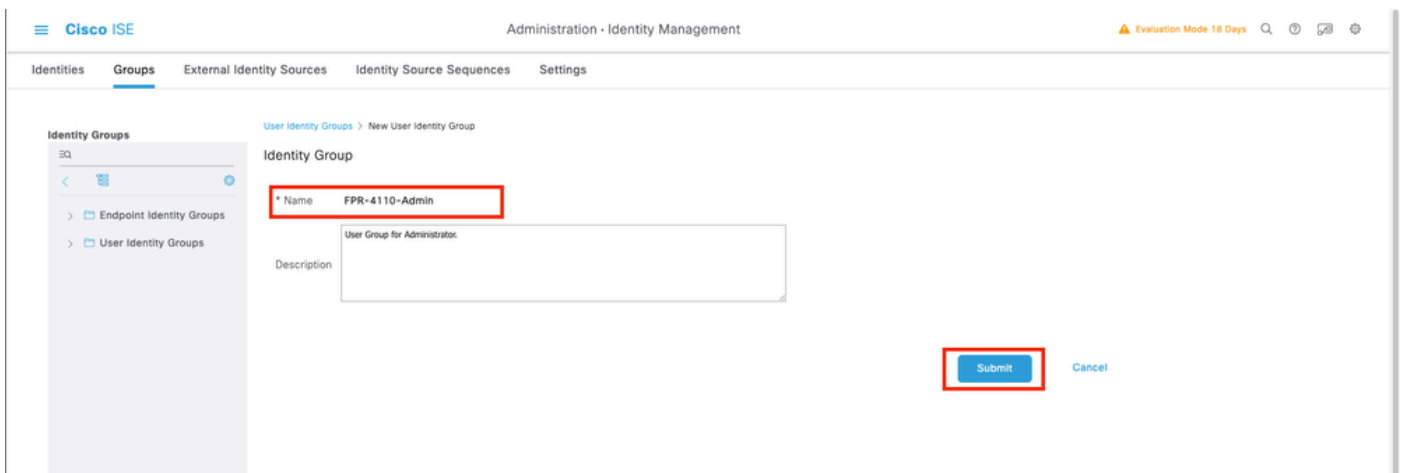 Cisco ISE
Administration · Identity Management
Evaluation Mode 18 Days
Identities Groups External Identity Sources Identity Source Sequences Settings
Identity Groups
Endpoint Identity Groups
User Identity Groups
User Identity Groups > New User Identity Group
Identity Group
* Name FPR-4110-Admin
Description User Group for Administrator.
Submit Cancel